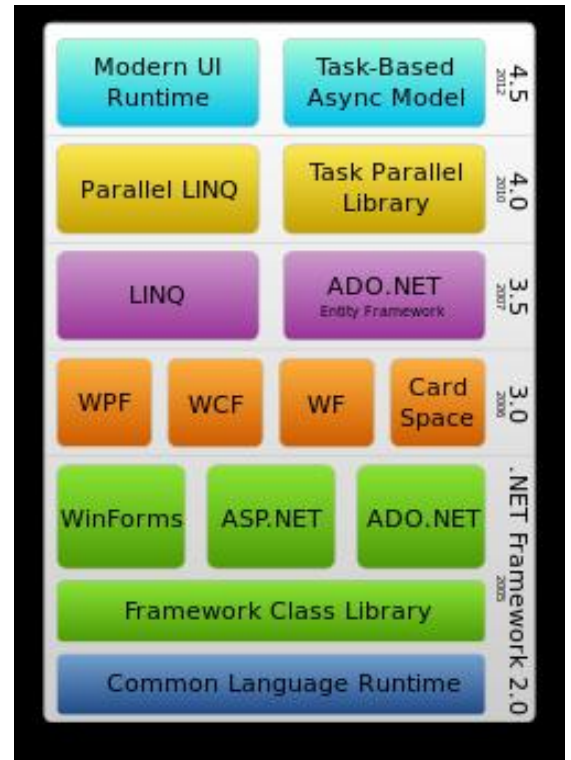 Modern UI
Runtime
Task-Based
Async Model
4.5
2012
Parallel LINQ
Task Parallel
Library
4.0
2010
LINQ
ADO.NET
Entity Framework
3.5
2007
WPF
WCF
WF
Card
Space
3.0
2006
WinForms
ASP.NET
ADO.NET
Framework Class Library
Common Language Runtime
.NET Framework 2.0
2005